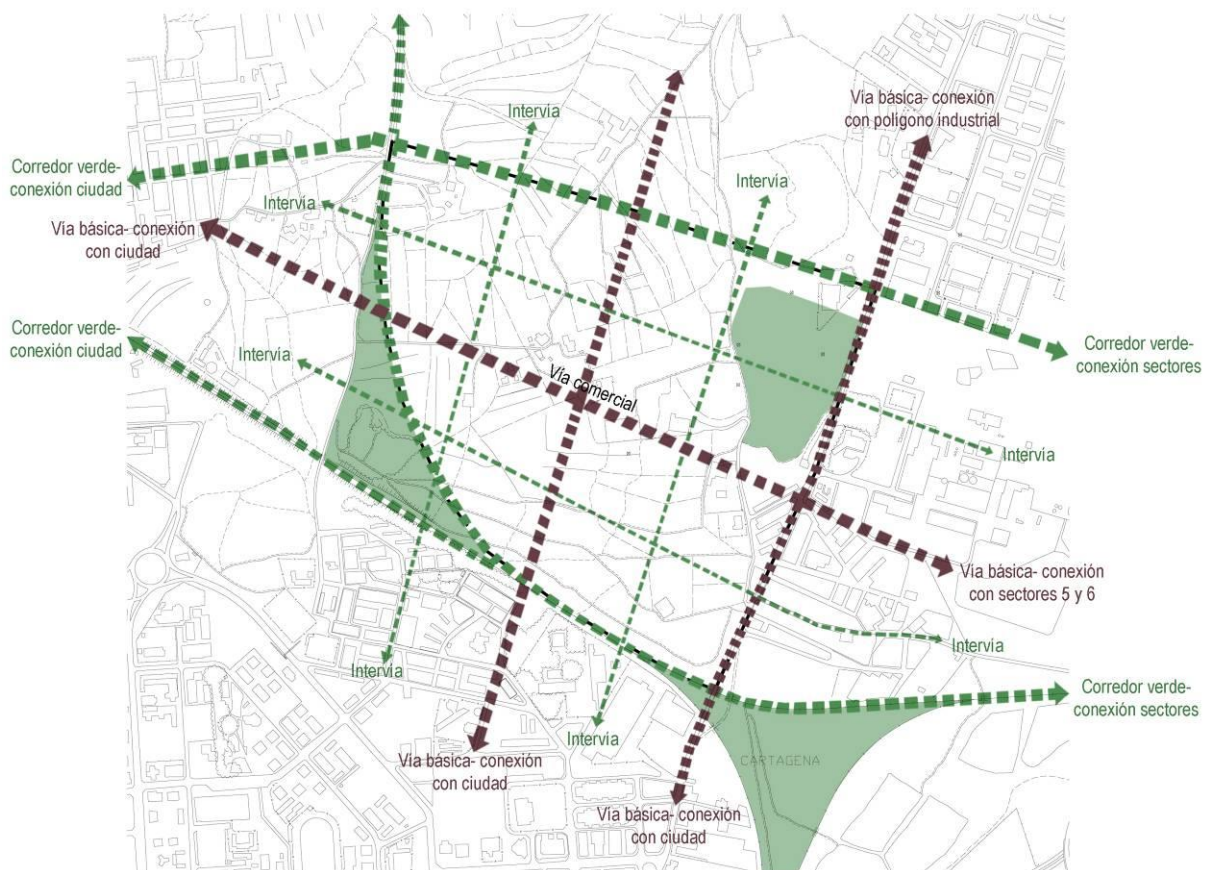 Vía básica- conexión
con polígono industrial
Intervia
Corredor verde-
conexión ciudad
Intervia
Intervia
Vía básica- conexión
con ciudad
Corredor verde-
conexión ciudad
Intervia
Corredor verde-
conexión sectores
Vía comercial
Intervia
Vía básica- conexión
con sectores 5 y 6
Intervia
Intervia
Corredor verde-
conexión sectores
Intervia
Vía básica- conexión
con ciudad
CARTAGENA
Vía básica- conexión
con ciudad